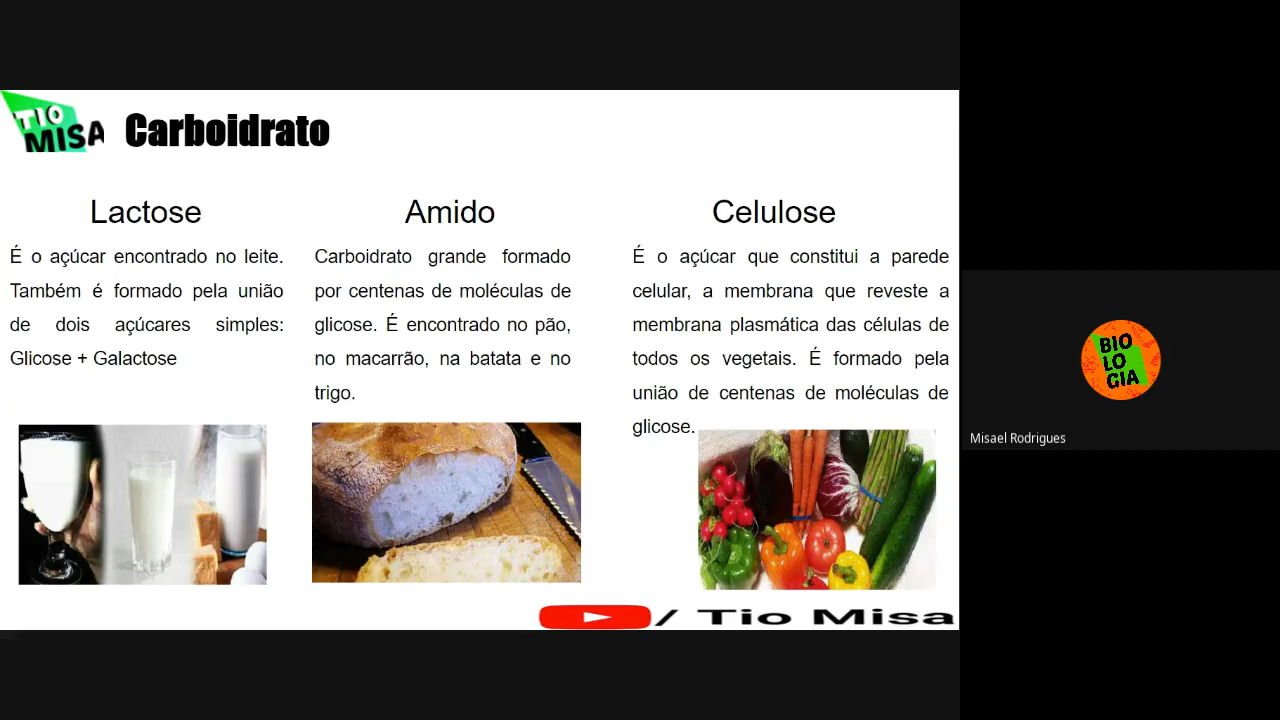 TIO
MISA
Carboidrato
Lactose
É o açúcar encontrado no leite.
Também é formado pela união
de dois açúcares simples:
Glicose + Galactose
Amido
Carboidrato grande formado
por centenas de moléculas de
glicose. É encontrado no pão,
no macarrão, na batata e no
trigo.
Celulose
É o açúcar que constitui a parede
celular, a membrana que reveste a
membrana plasmática das células de
todos os vegetais. É formado pela
união de centenas de moléculas de
glicose.
/ Tio Misa
BIO
LO
GIA
Misael Rodrigues